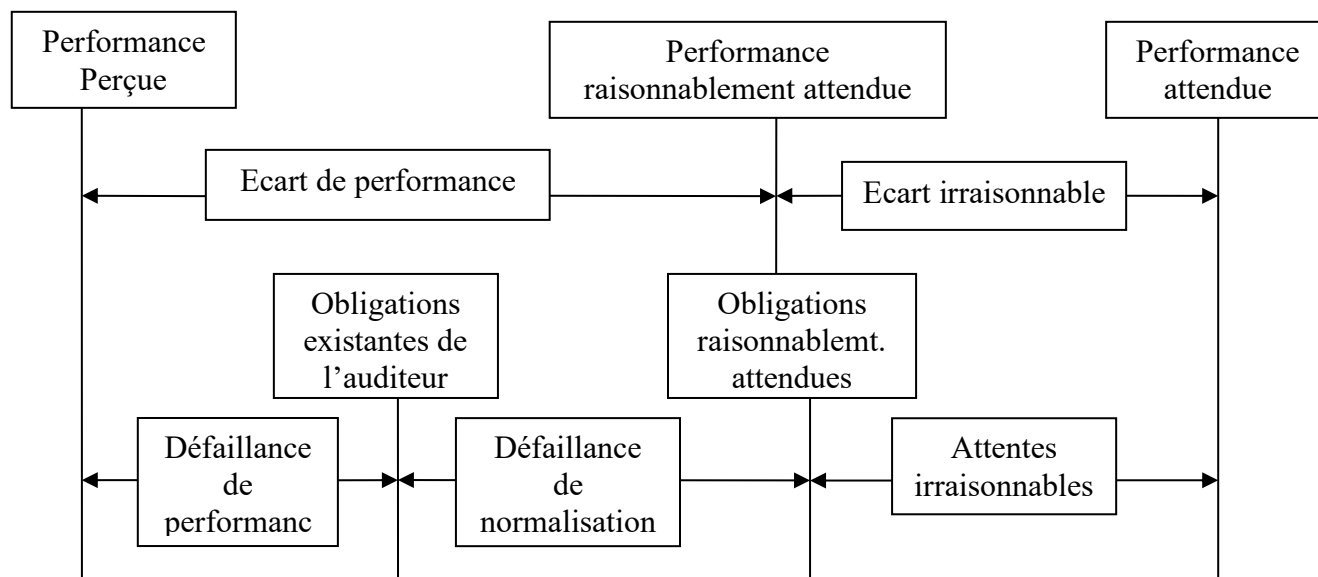 Performance
Perçue
Performance
raisonnablement attendue
Performance
attendue
Ecart de performance
Ecart irraisonnable
Obligations
existantes de
l’auditeur
Obligations
raisonnablemt.
attendues
Défaillance
de
performanc
Défaillance
de
normalisation
Attentes
irraisonnables